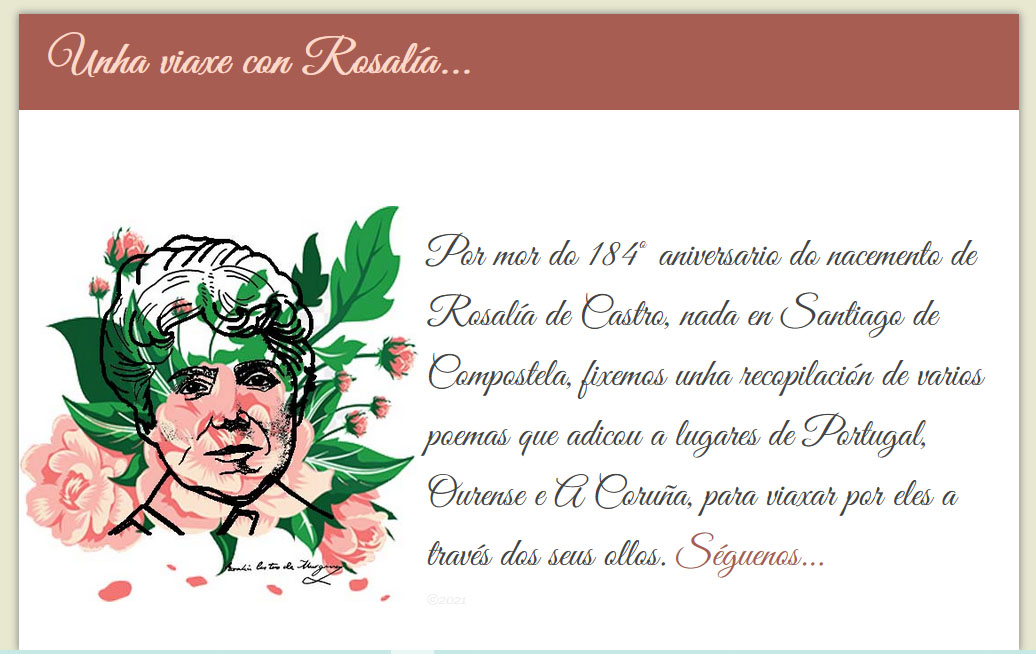 Unha viaxe con Rosalía...
Por mor do 184º aniversario do nacemento de
Rosalía de Castro, nada en Santiago de
Compostela, fixemos unha recopilación de varios
poemas que adicou a lugares de Portugal,
Ourense e A Coruña, para viaxar por eles a
través dos seus ollos. Séguenos...
Rosalía Castro de Murguía
©2021